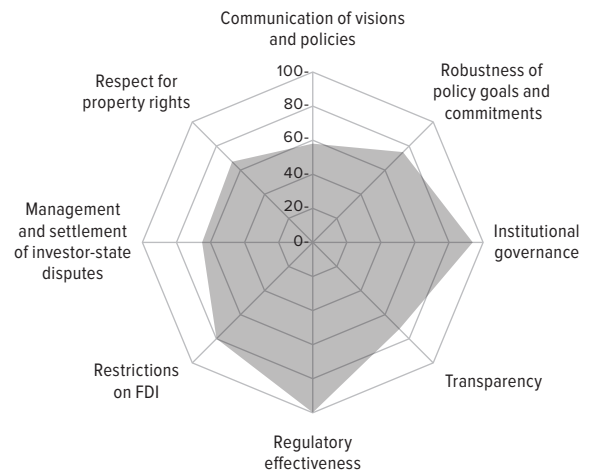 Communication of visions
and policies
Robustness of
policy goals and
commitments
Institutional
governance
Transparency
Regulatory
effectiveness
Restrictions
on FDI
Management
and settlement
of investor-state
disputes
Respect for
property rights
100-
80-
60-
40-
20-
0-